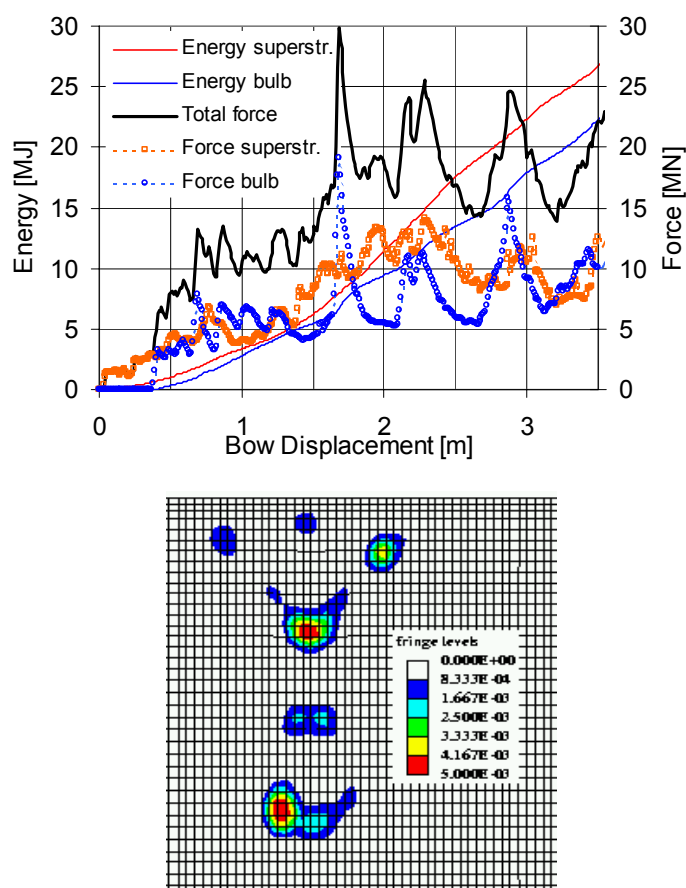 30
25
20
15
10
5
0
Energy [MJ]
Energy superstr.
Energy bulb
Total force
Force superstr.
Force bulb
30
25
20
15
10
5
0
Force [MN]
0 1 2 3
Bow Displacement [m]
fringe levels
0.000E+00
8.333E-04
1.667E-03
2.500E-03
3.333E-03
4.167E-03
5.000E-03